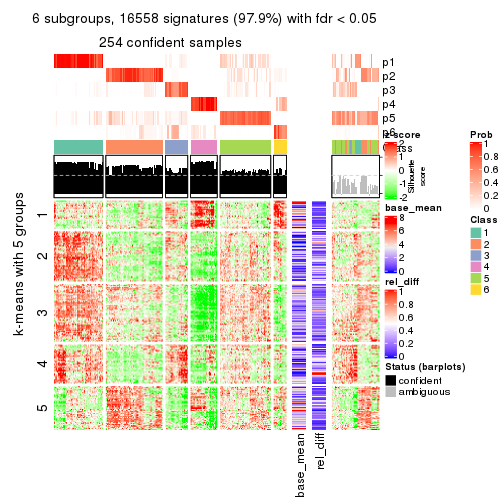 6 subgroups, 16558 signatures (97.9%) with fdr < 0.05
254 confident samples
p1
p2
p3
p4
p5
p6
Class
z-score
2
1
0
-1
-2
Silhouette
score
Prob
1
0.8
0.6
0.4
0.2
0
base_mean
8
6
4
2
0
Class
1
2
3
4
5
6
rel_diff
1
0.8
0.6
0.4
0.2
0
Status (barplots)
confident
ambiguous
k-means with 5 groups
1
2
3
4
5
base_mean
rel_diff